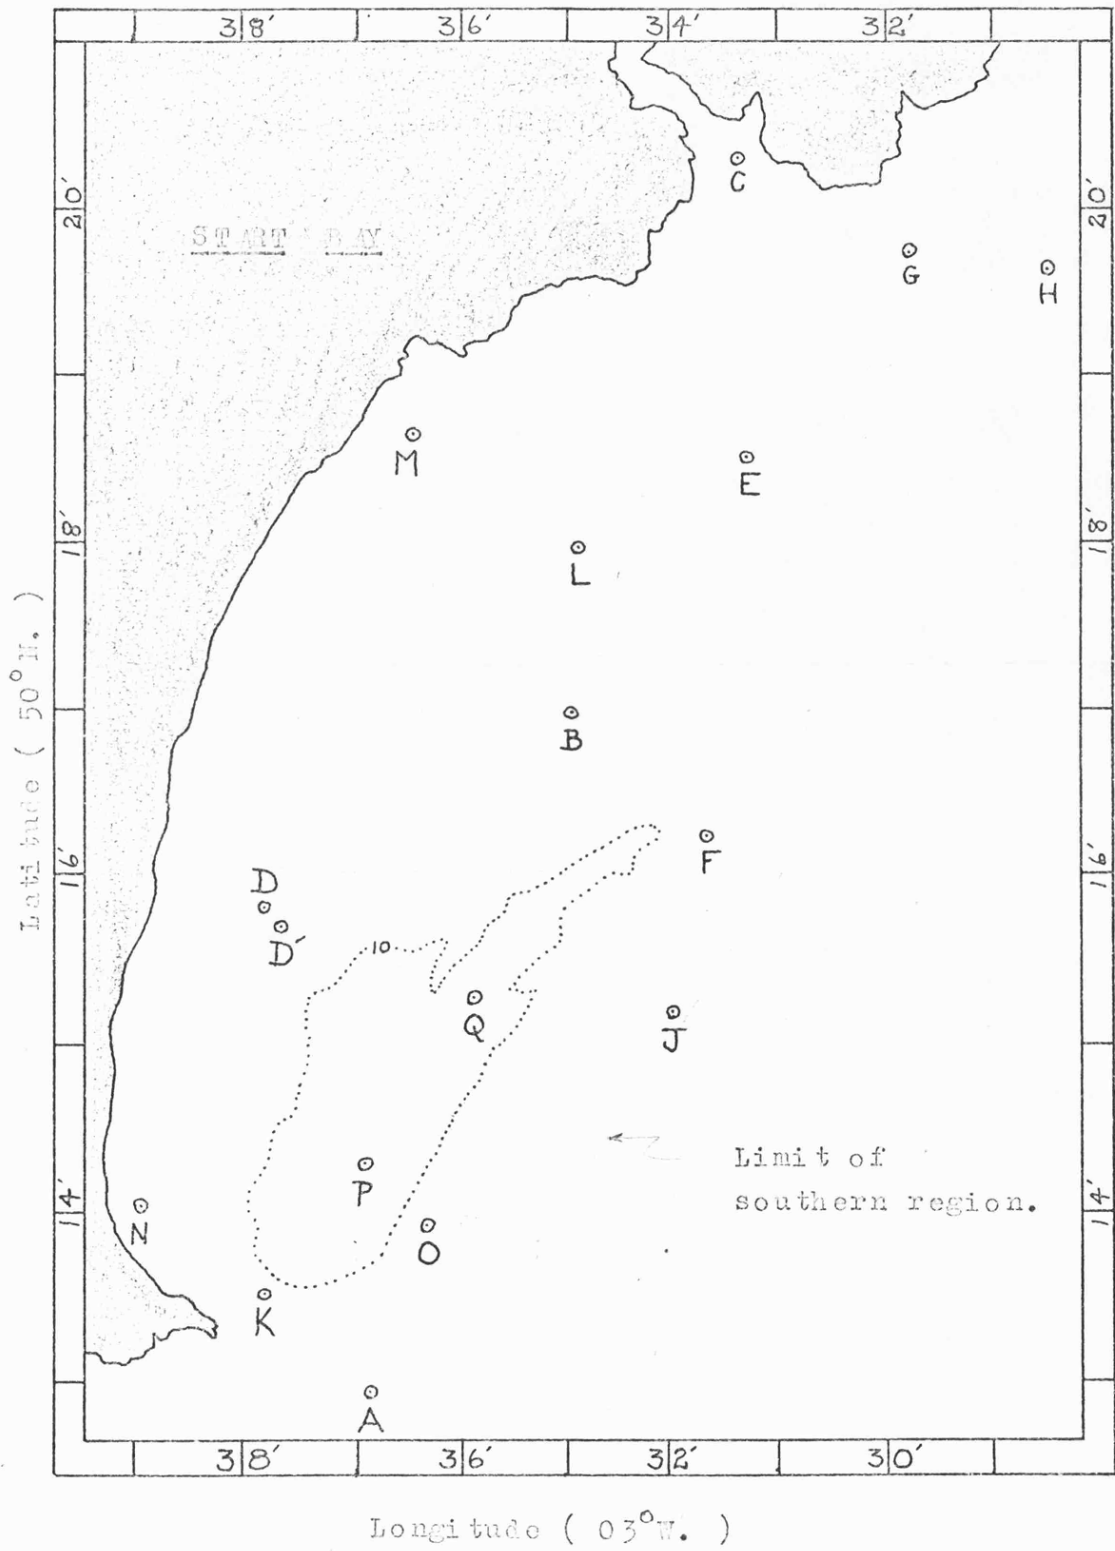 38' 36' 34' 32'
C
20' 20'
START BAY
G
H
M
E
18' 18'
L
Latitude ( 50°N. )
B
F
16' 16'
D
D'
10
Q
J
Limit of
southern region.
P
14' 14'
N
O
K
A
38' 36' 32' 30'
Longitude ( 03°W. )